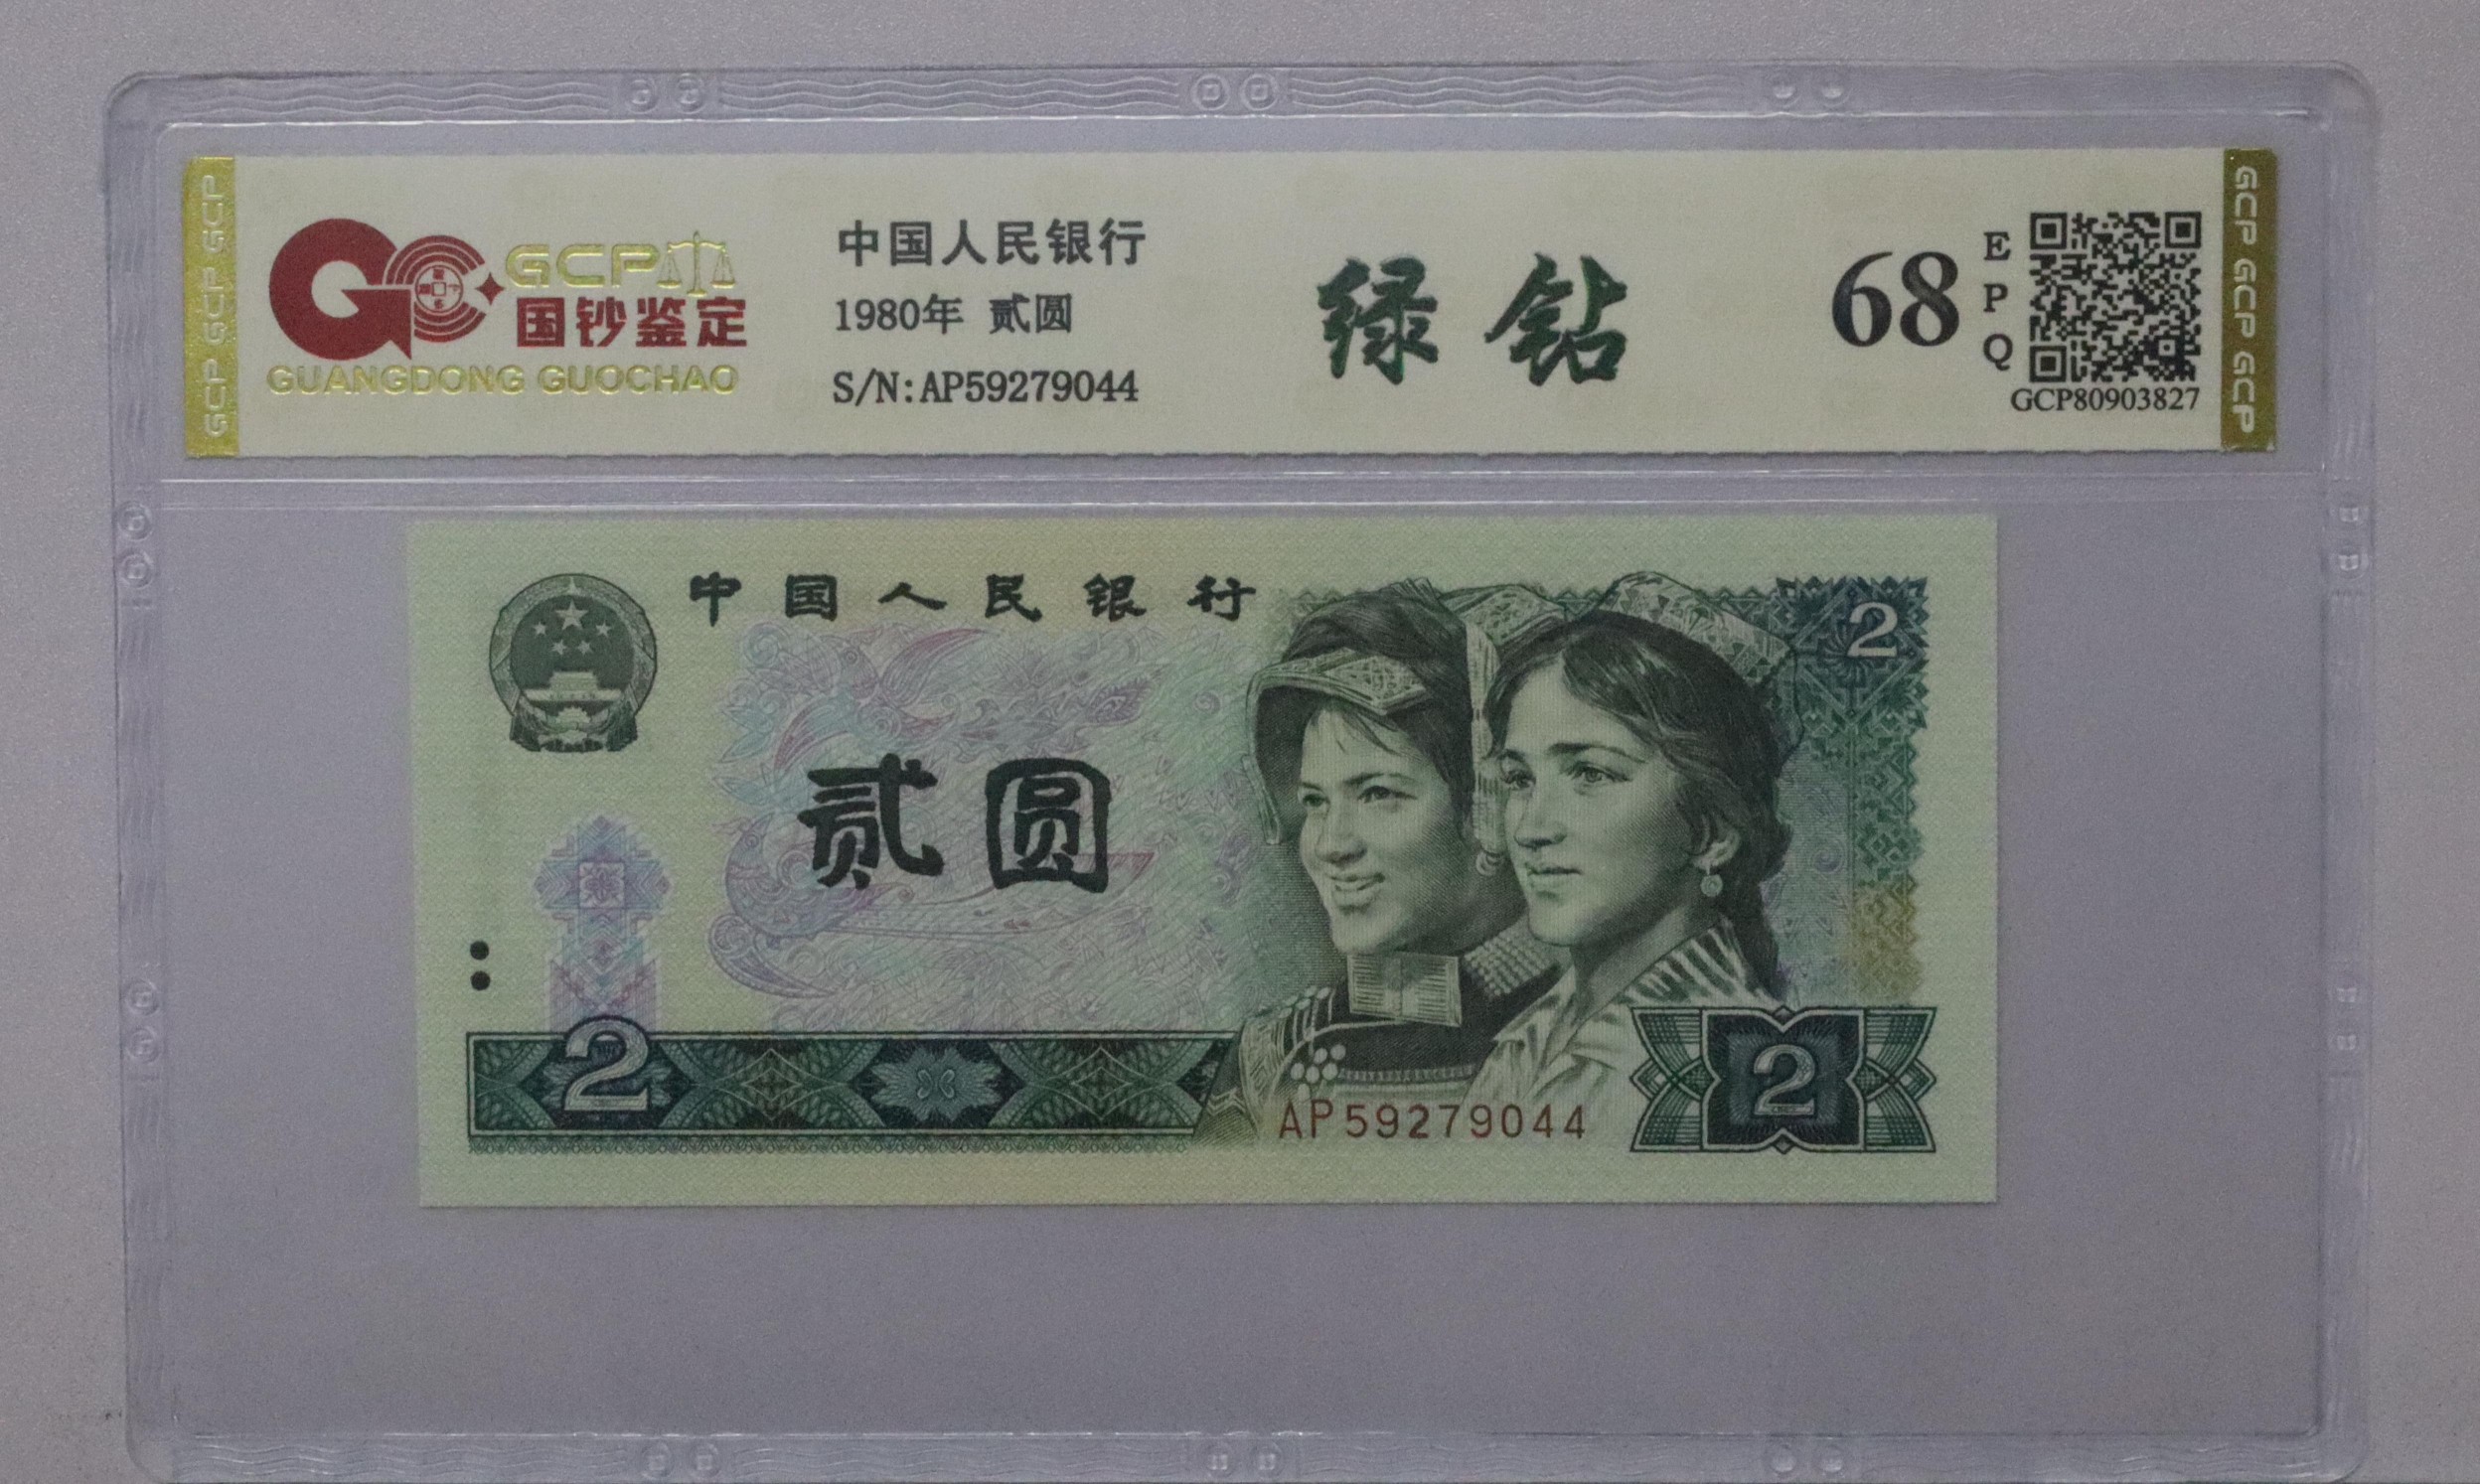 GCP GCP GCP
GCP
国钞鉴定
GUANGDONG GUOCHAO
中国人民银行
1980年 贰圆
S/N:AP59279044
绿钻
68
EPQ
GCP80903827
GCP GCP GCP
中国人民银行
2
贰圆
2
AP59279044
2